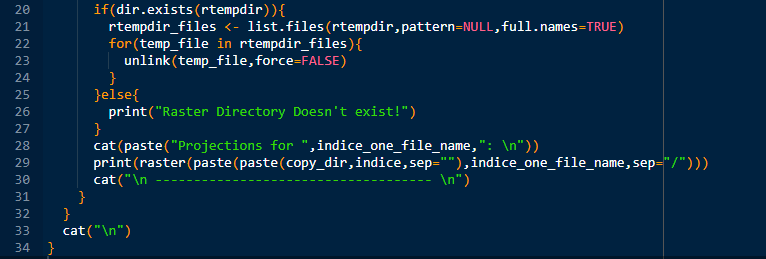 20 if(dir.exists(rtempdir)){
21 rtempdir_files <- list.files(rtempdir,pattern=NULL,full.names=TRUE)
22 for(temp_file in rtempdir_files){
23 unlink(temp_file,force=FALSE)
24 }
25 }else{
26 print("Raster Directory Doesn't exist!")
27 }
28 cat(paste("Projections for ",indice_one_file_name,": \n"))
29 print(raster(paste(paste(copy_dir,indice,sep=""),indice_one_file_name,sep="/")))
30 cat("\n ------------------------------------ \n")
31 }
32 }
33 cat("\n")
34 }